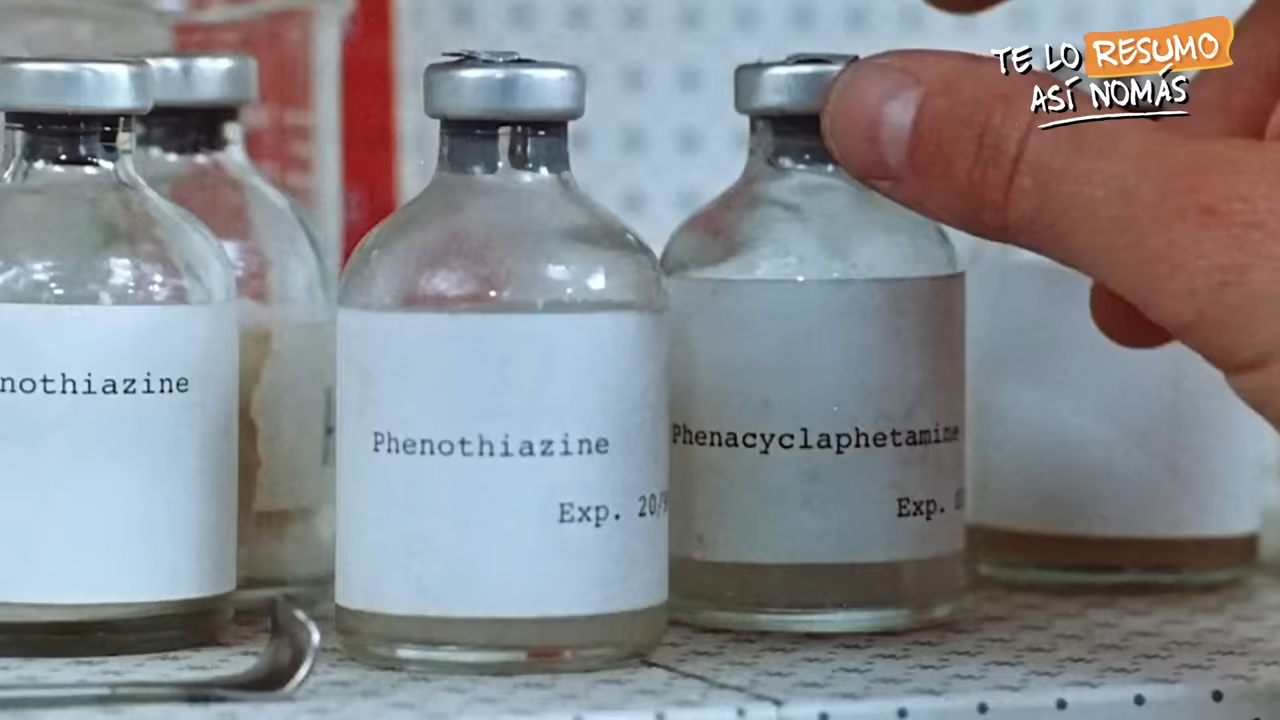 TE LO RESUMO
ASÍ NOMÁS
nothiazine
Phenothiazine
Exp. 20/
Phenacyclaphetamine
Exp.